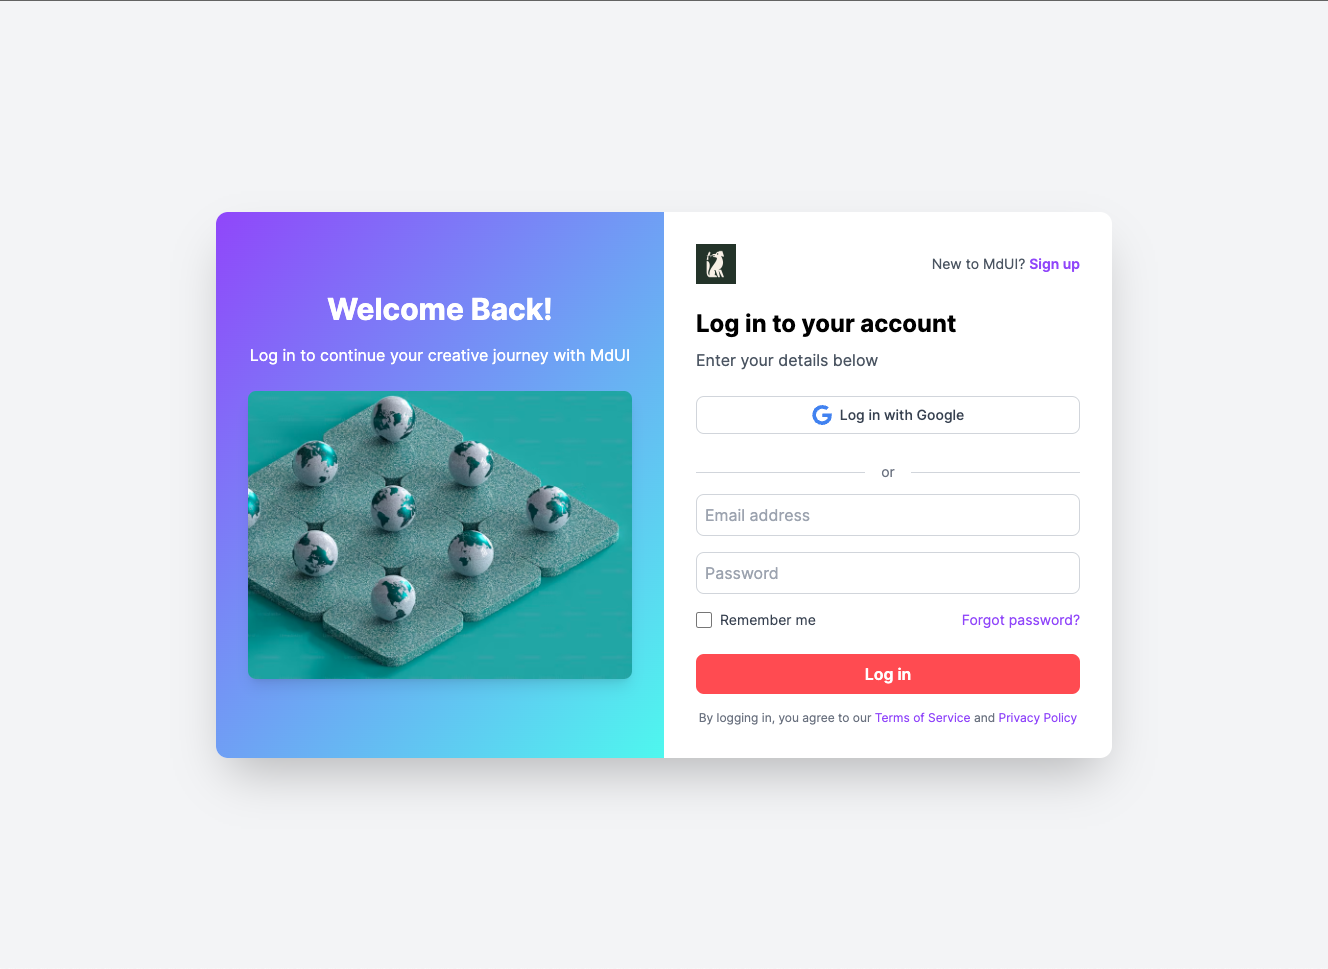 Welcome Back!
Log in to continue your creative journey with MdUI
New to MdUI? Sign up
Log in to your account
Enter your details below
Log in with Google
or
Email address
Password
Remember me
Forgot password?
Log in
By logging in, you agree to our Terms of Service and Privacy Policy